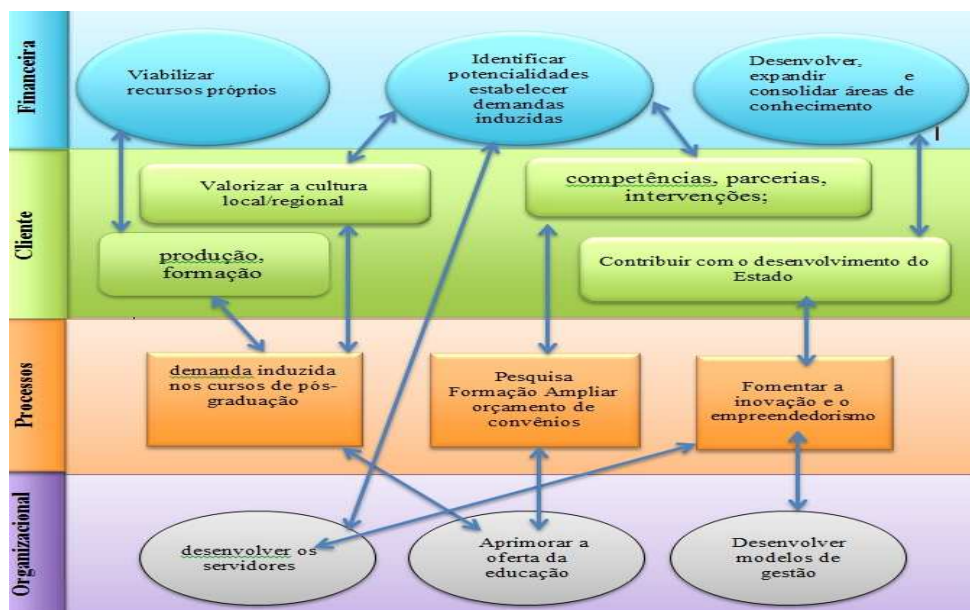 Financeira
Viabilizar
recursos próprios
Identificar
potencialidades
estabelecer
demandas
induzidas
Desenvolver,
expandir e
consolidar áreas de
conhecimento
Cliente
Valorizar a cultura
local/regional
competências, parcerias,
intervenções;
produção,
formação
Contribuir com o desenvolvimento do
Estado
Processos
demanda induzida
nos cursos de pós-
graduação
Pesquisa
Formação Ampliar
orçamento de
convênios
Fomentar a
inovação e o
empreendedorismo
Organizacional
desenvolver os
servidores
Aprimorar a
oferta da
educação
Desenvolver
modelos de
gestão